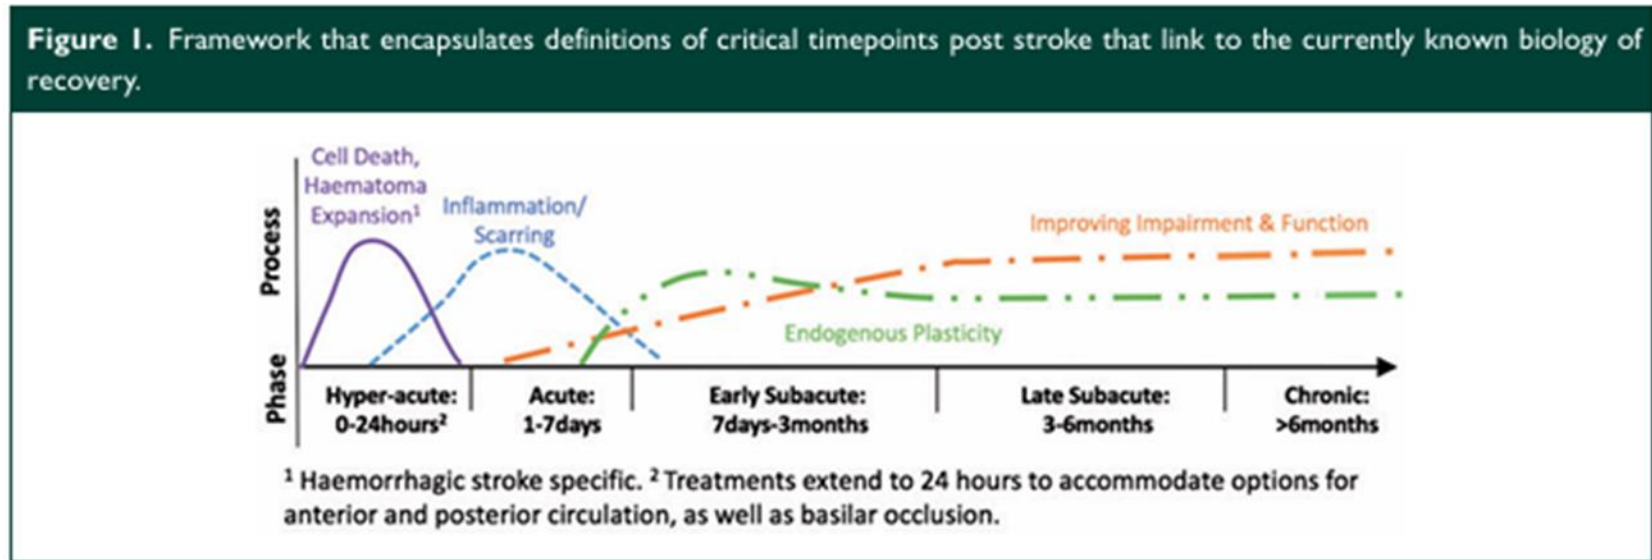 Figure 1. Framework that encapsulates definitions of critical timepoints post stroke that link to the currently known biology of
recovery.
Cell Death,
Haematoma
Expansion¹
Inflammation/
Scarring
Improving Impairment & Function
Endogenous Plasticity
Process
Phase
Hyper-acute:
0-24hours²
Acute:
1-7days
Early Subacute:
7days-3months
Late Subacute:
3-6months
Chronic:
>6months
¹ Haemorrhagic stroke specific. ² Treatments extend to 24 hours to accommodate options for
anterior and posterior circulation, as well as basilar occlusion.